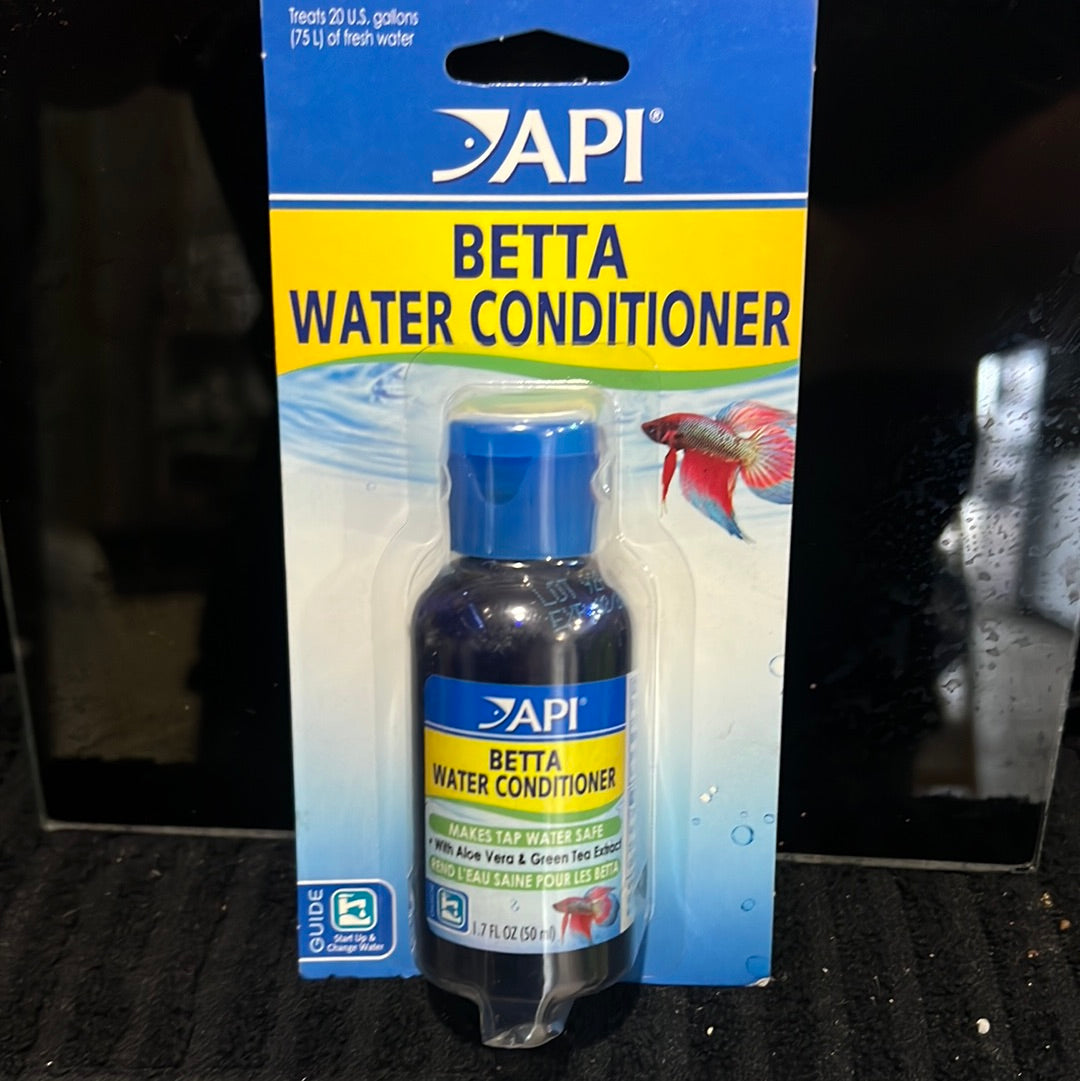 Treats 20 U.S. gallons
(75 L) of fresh water
API®
BETTA
WATER CONDITIONER
LOT
API®
BETTA
WATER CONDITIONER
MAKES TAP WATER SAFE
• With Aloe Vera & Green Tea Extract
REND L'EAU SAINE POUR LES BETTA
1.7 FL OZ (50 ml)
GUIDE
Start Up &
Change Water